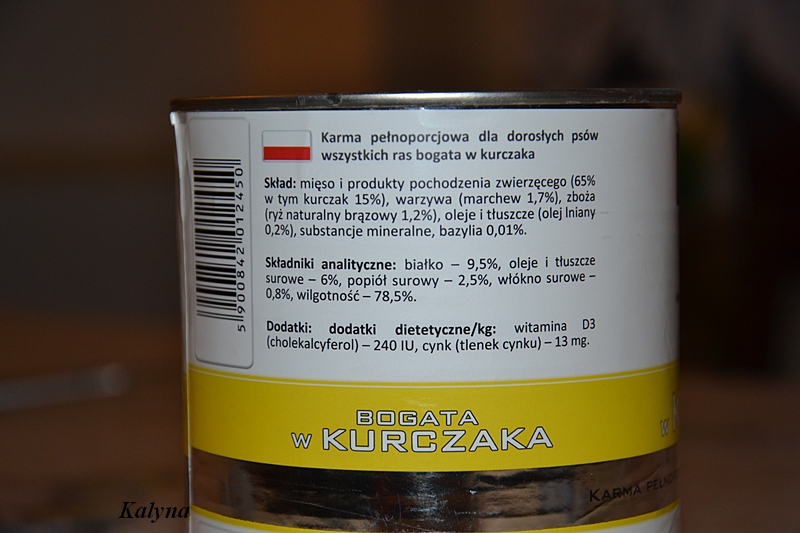 Karma pełnoporcjowa dla dorosłych psów
wszystkich ras bogata w kurczaka
Skład: mięso i produkty pochodzenia zwierzęcego (65%
w tym kurczak 15%), warzywa (marchew 1,7%), zboża
(ryż naturalny brązowy 1,2%), oleje i tłuszcze (olej lniany
0,2%), substancje mineralne, bazylia 0,01%.
Składniki analityczne: białko – 9,5%, oleje i tłuszcze
surowe – 6%, popiół surowy – 2,5%, włókno surowe –
0,8%, wilgotność – 78,5%.
Dodatki: dodatki dietetyczne/kg: witamina D3
(cholekalcyferol) – 240 IU, cynk (tlenek cynku) – 13 mg.
5 900842 012450
BOGATA
w KURCZAKA
w
KARMA
Kalyna